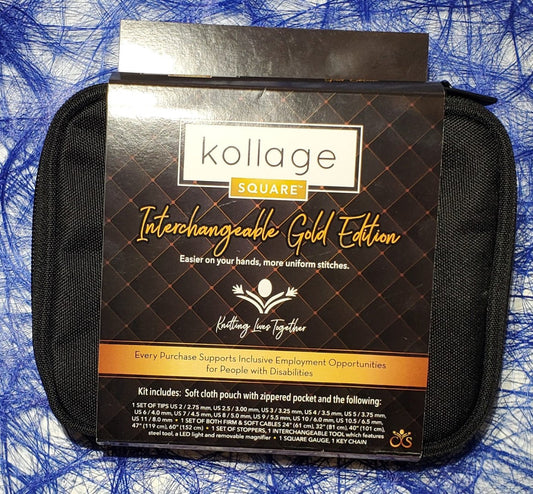 kollage
SQUARE™
Interchangeable Gold Edition
Easier on your hands, more uniform stitches.
Knitting Lives Together
Every Purchase Supports Inclusive Employment Opportunities
for People with Disabilities
Kit includes: Soft cloth pouch with zippered pocket and the following:
1 SET OF TIPS US 2 / 2.75 mm, US 2.5 / 3.00 mm, US 3 / 3.25 mm, US 4 / 3.5 mm, US 5 / 3.75 mm,
US 6 / 4.0 mm, US 7 / 4.5 mm, US 8 / 5.0 mm, US 9 / 5.5 mm, US 10 / 6.0 mm, US 10.5 / 6.5 mm,
US 11 / 8.0 mm • 1 SET OF BOTH FIRM & SOFT CABLES 24" (61 cm), 32" (81 cm), 40" (101 cm),
47" (119 cm), 60" (152 cm) • 1 SET OF STOPPERS, 1 INTERCHANGEABLE TOOL which features
steel tool, a LED light and removable magnifier • 1 SQUARE GAUGE, 1 KEY CHAIN